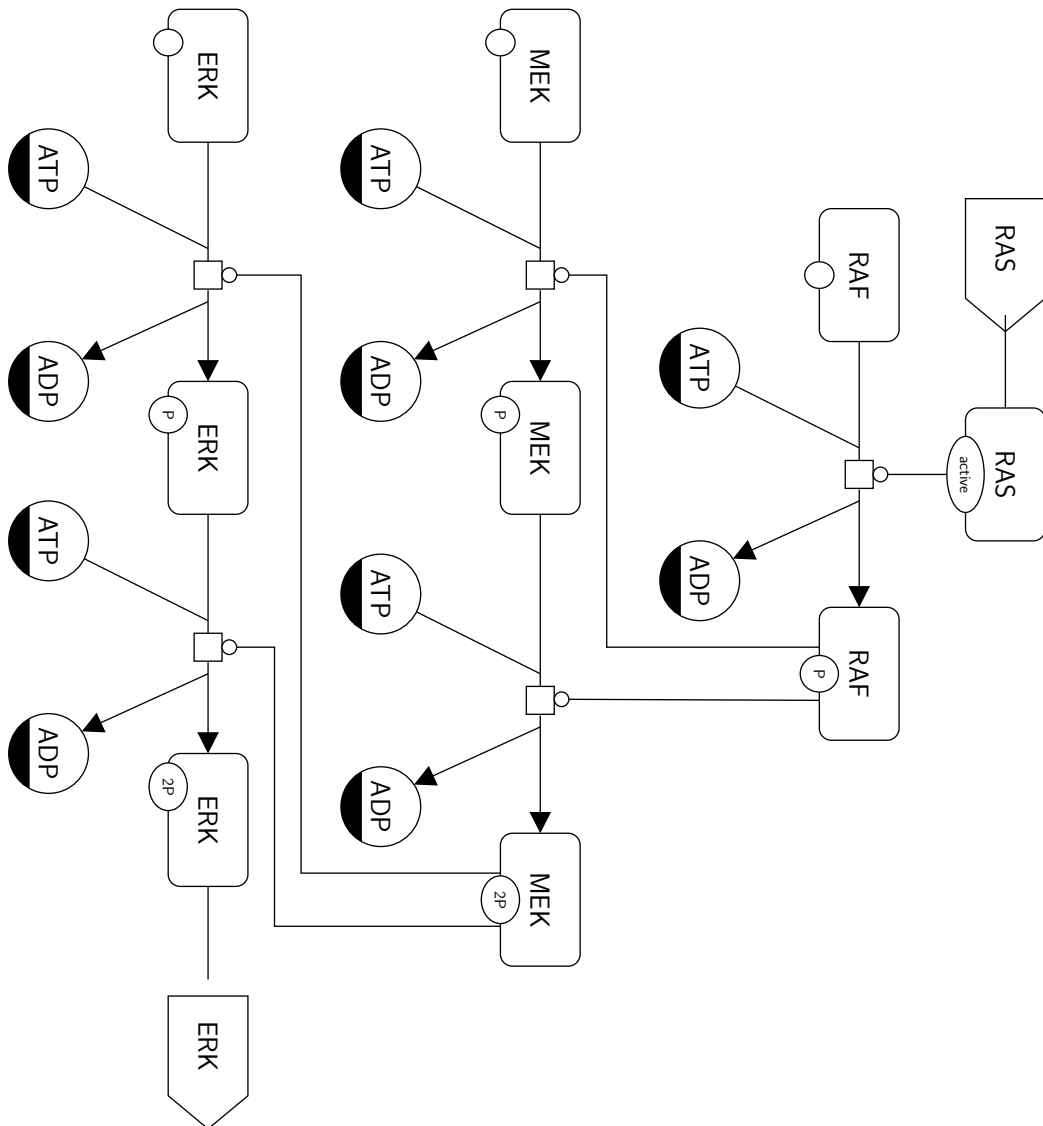 RAS
RAS
active
RAF
ATP
ADP
RAF
P
MEK
ATP
ADP
MEK
P
ATP
ADP
MEK
2P
ERK
ATP
ADP
ERK
P
ATP
ADP
ERK
2P
ERK